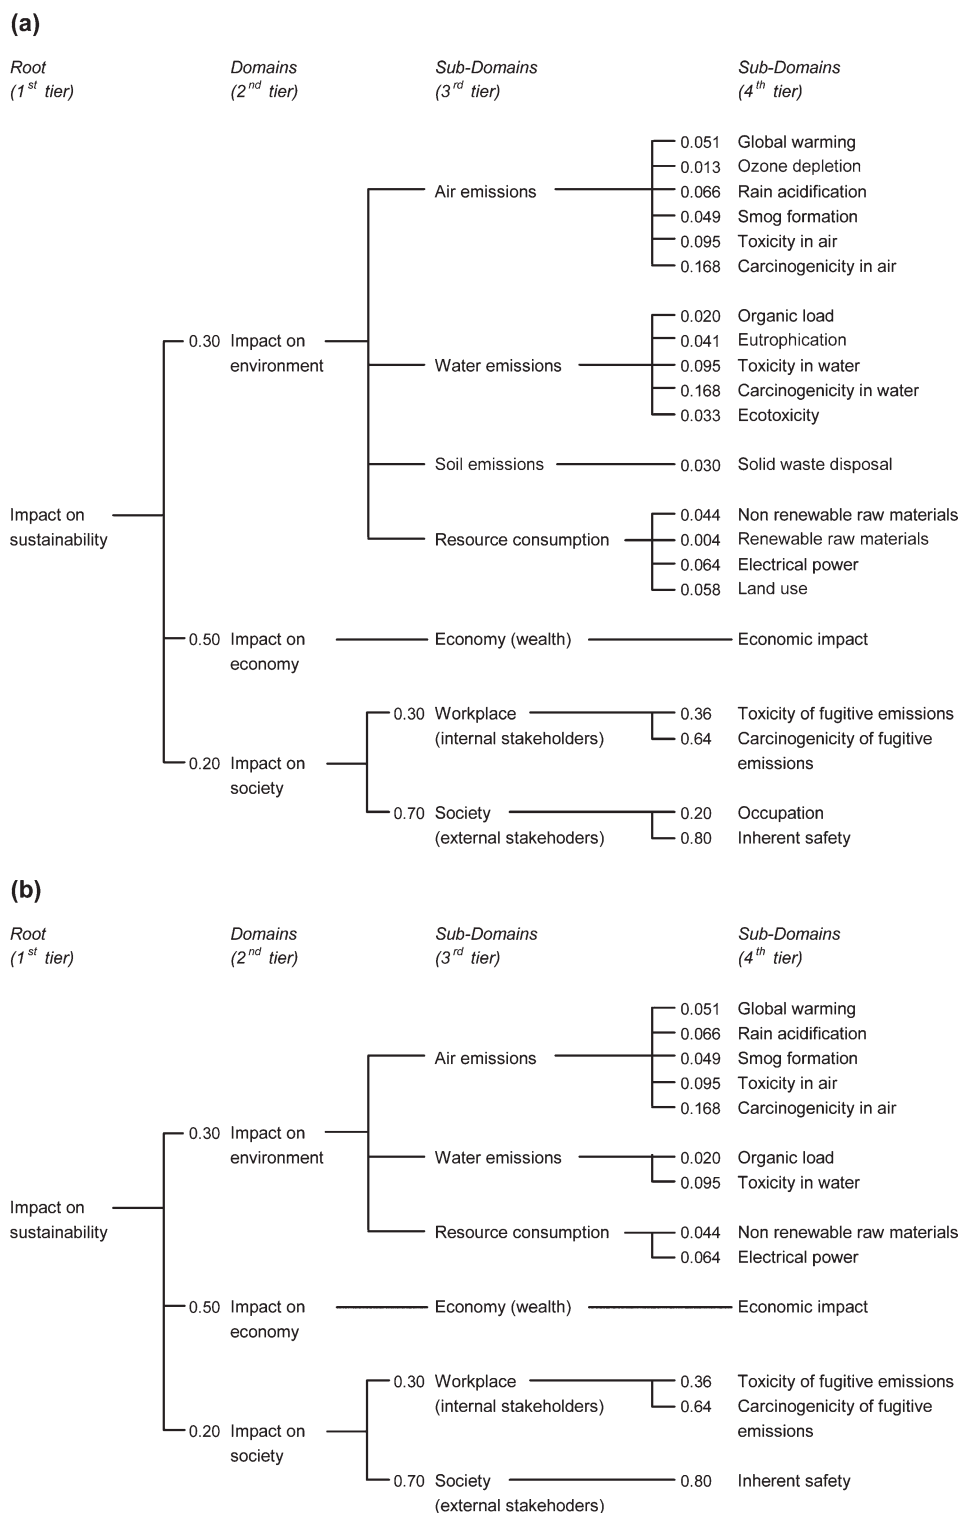 (a)
Root Domains Sub-Domains Sub-Domains
(1st tier) (2nd tier) (3rd tier) (4th tier)
0.051 Global warming
0.013 Ozone depletion
Air emissions 0.066 Rain acidification
0.049 Smog formation
0.095 Toxicity in air
0.168 Carcinogenicity in air
0.020 Organic load
0.30 Impact on 0.041 Eutrophication
environment Water emissions 0.095 Toxicity in water
0.168 Carcinogenicity in water
0.033 Ecotoxicity
Soil emissions 0.030 Solid waste disposal
Impact on 0.044 Non renewable raw materials
sustainability Resource consumption 0.004 Renewable raw materials
0.064 Electrical power
0.058 Land use
0.50 Impact on Economy (wealth) Economic impact
economy
0.30 Workplace 0.36 Toxicity of fugitive emissions
(internal stakeholders) 0.64 Carcinogenicity of fugitive
0.20 Impact on emissions
society
0.70 Society 0.20 Occupation
(external stakehoders) 0.80 Inherent safety
(b)
Root Domains Sub-Domains Sub-Domains
(1st tier) (2nd tier) (3rd tier) (4th tier)
0.051 Global warming
0.066 Rain acidification
Air emissions 0.049 Smog formation
0.095 Toxicity in air
0.168 Carcinogenicity in air
0.30 Impact on
environment Water emissions 0.020 Organic load
0.095 Toxicity in water
Impact on
sustainability Resource consumption 0.044 Non renewable raw materials
0.064 Electrical power
0.50 Impact on Economy (wealth) Economic impact
economy
0.30 Workplace 0.36 Toxicity of fugitive emissions
(internal stakeholders) 0.64 Carcinogenicity of fugitive
0.20 Impact on emissions
society
0.70 Society 0.80 Inherent safety
(external stakehoders)